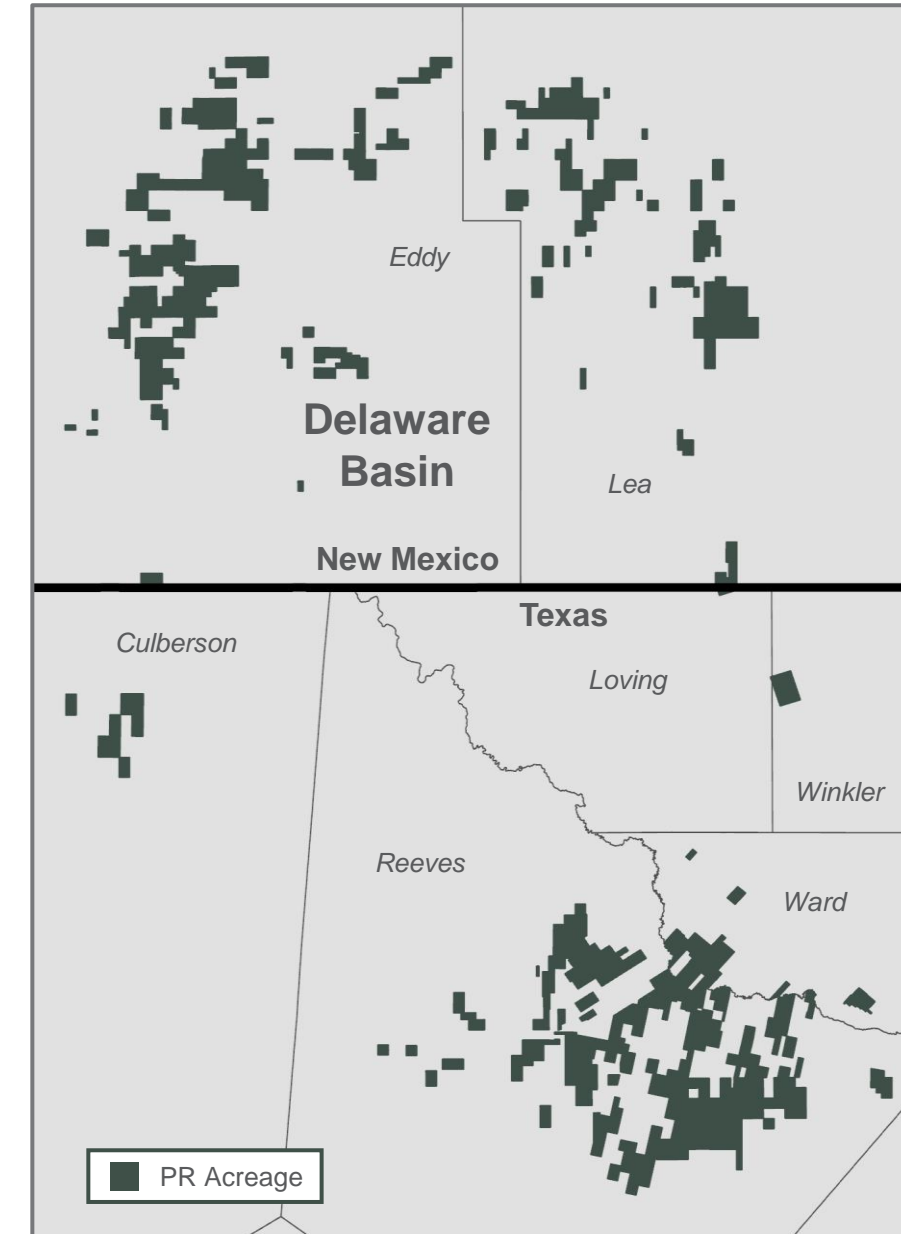 Eddy
Delaware
Basin
Lea
New Mexico
Texas
Culberson
Loving
Winkler
Reeves
Ward
PR Acreage